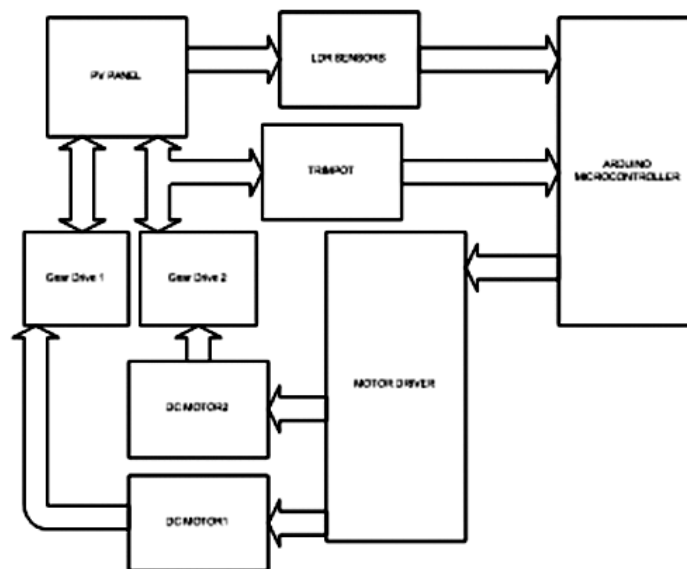 PV PANEL
LDR SENSORS
TRIMPOT
ARDUINO
MICROCONTROLLER
Gear Drive 1
Gear Drive 2
MOTOR DRIVER
DC MOTOR2
DC MOTOR1